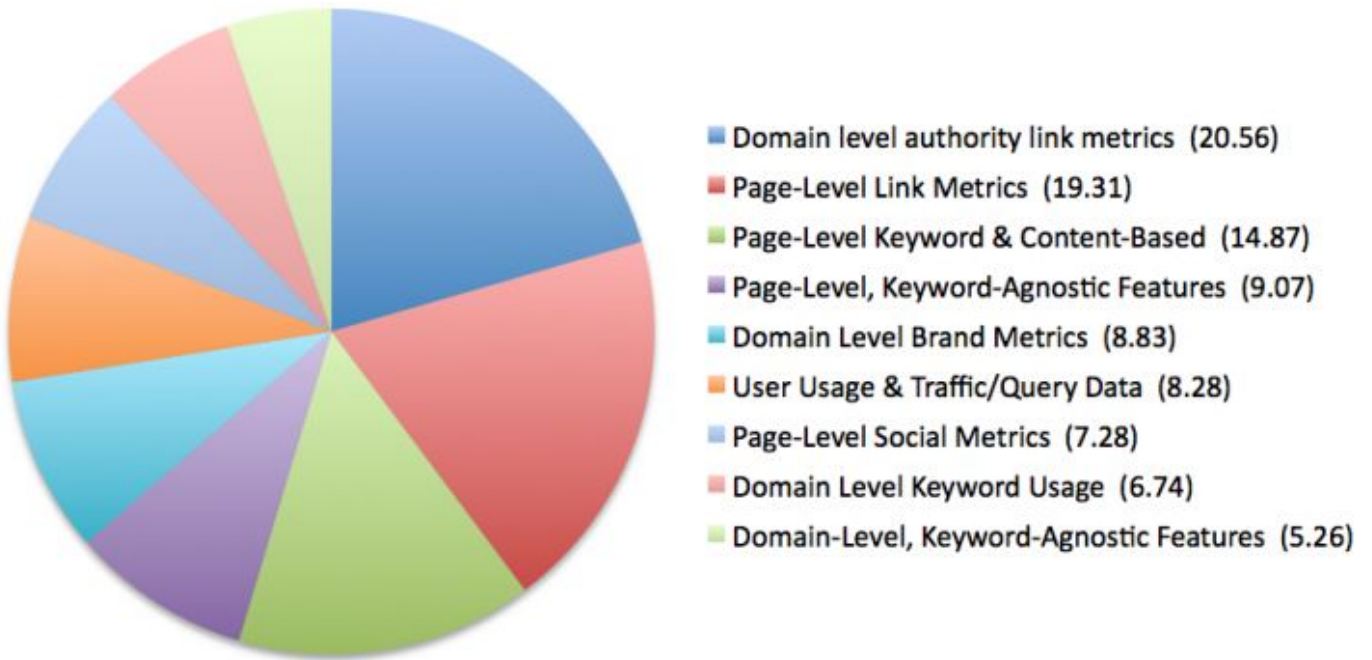 Domain level authority link metrics (20.56)
Page-Level Link Metrics (19.31)
Page-Level Keyword & Content-Based (14.87)
Page-Level, Keyword-Agnostic Features (9.07)
Domain Level Brand Metrics (8.83)
User Usage & Traffic/Query Data (8.28)
Page-Level Social Metrics (7.28)
Domain Level Keyword Usage (6.74)
Domain-Level, Keyword-Agnostic Features (5.26)